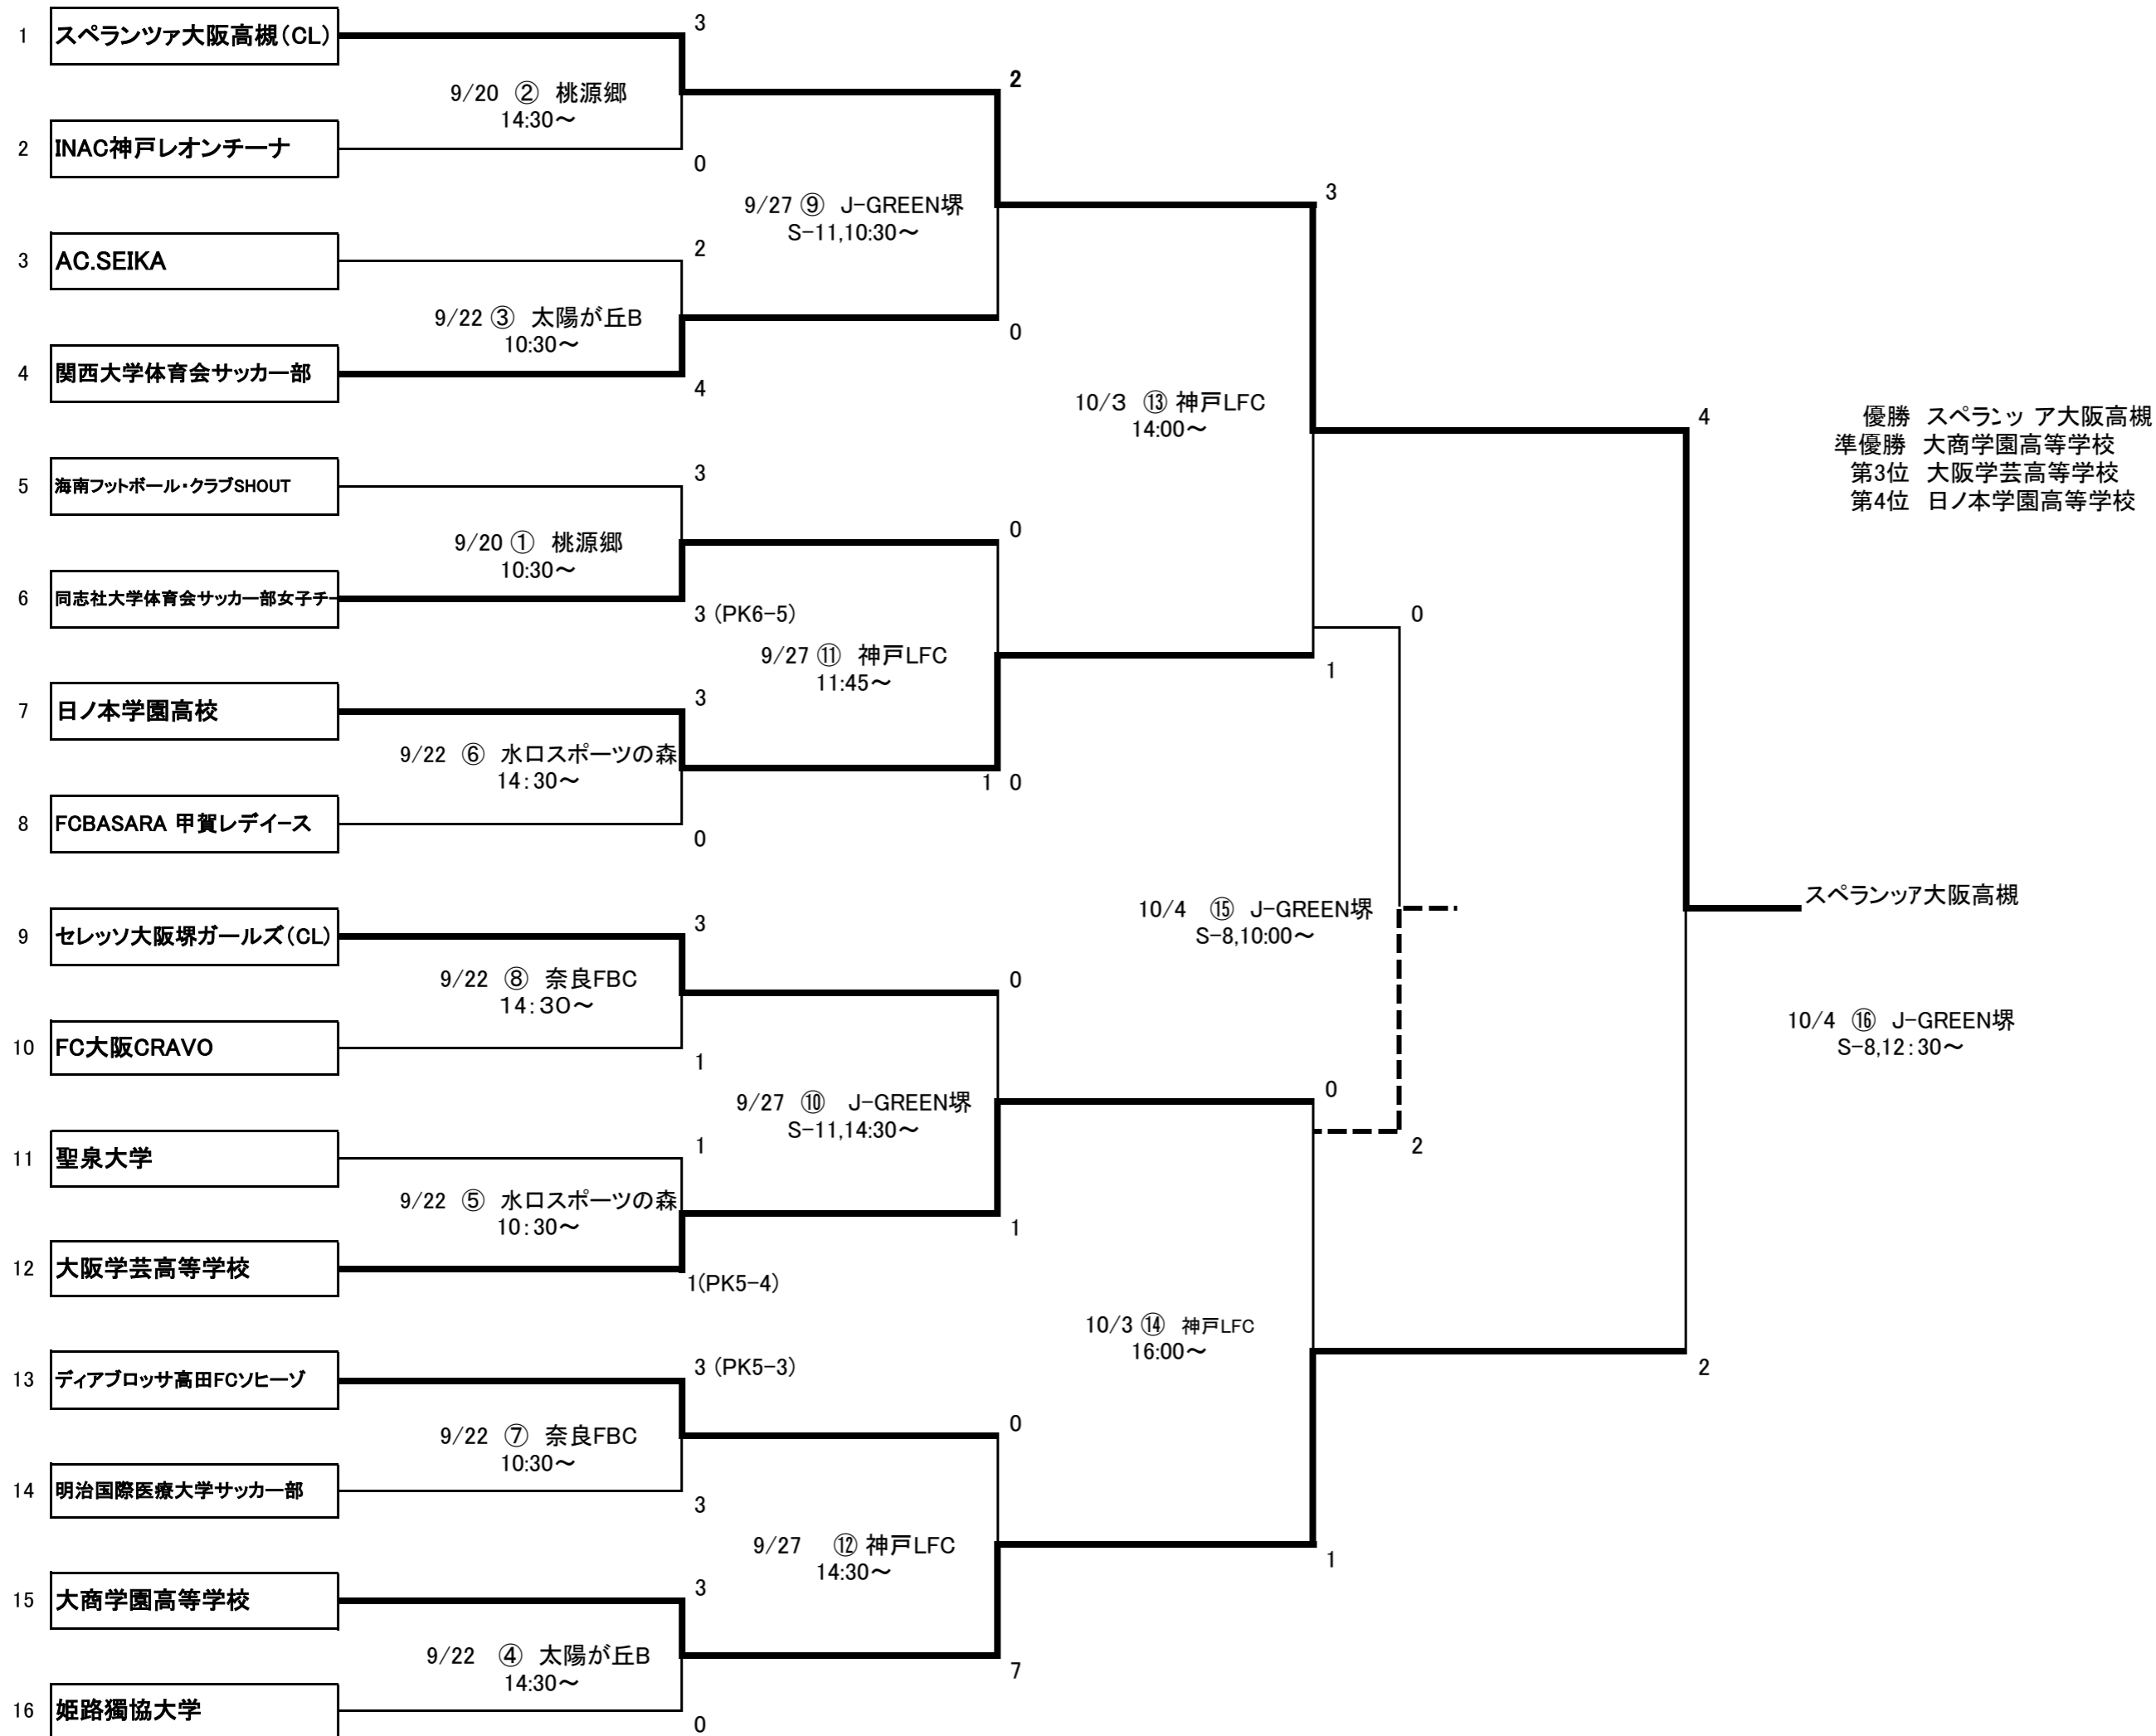 3
1 スペランツァ大阪高槻(CL)
2
9/20 ② 桃源郷
14:30～
2 INAC神戸レオンチーナ
0
3
9/27 ⑨ J-GREEN堺
S-11,10:30～
2
3 AC.SEIKA
9/22 ③ 太陽が丘B
10:30～
0
4 関西大学体育会サッカー部
4
10/3 ⑬ 神戸LFC
14:00～
4
優勝 スペランッ ア大阪高槻
準優勝 大商学園高等学校
第3位 大阪学芸高等学校
第4位 日ノ本学園高等学校
3
5 海南フットボール・クラブSHOUT
0
9/20 ① 桃源郷
10:30～
6 同志社大学体育会サッカー部女子チー
3 (PK6-5)
0
9/27 ⑪ 神戸LFC
11:45～
1
3
7 日ノ本学園高校
9/22 ⑥ 水口スポーツの森
14:30～
1 0
8 FCBASARA 甲賀レデイース
0
スペランッア大阪高槻
10/4 ⑮ J-GREEN堺
S-8,10:00～
3
9 セレッソ大阪堺ガールズ(CL)
9/22 ⑧ 奈良FBC
14:30～
0
10/4 ⑯ J-GREEN堺
S-8,12:30～
10 FC大阪CRAVO
1
9/27 ⑩ J-GREEN堺
S-11,14:30～
0
1
2
11 聖泉大学
9/22 ⑤ 水口スポーツの森
10:30～
1
12 大阪学芸高等学校
1(PK5-4)
10/3 ⑭ 神戸LFC
16:00～
3 (PK5-3)
2
13 ディアブロッサ高田FCソヒーゾ
0
9/22 ⑦ 奈良FBC
10:30～
14 明治国際医療大学サッカー部
3
9/27 ⑫ 神戸LFC
14:30～
1
3
15 大商学園高等学校
9/22 ④ 太陽が丘B
14:30～
7
16 姫路獨協大学
0